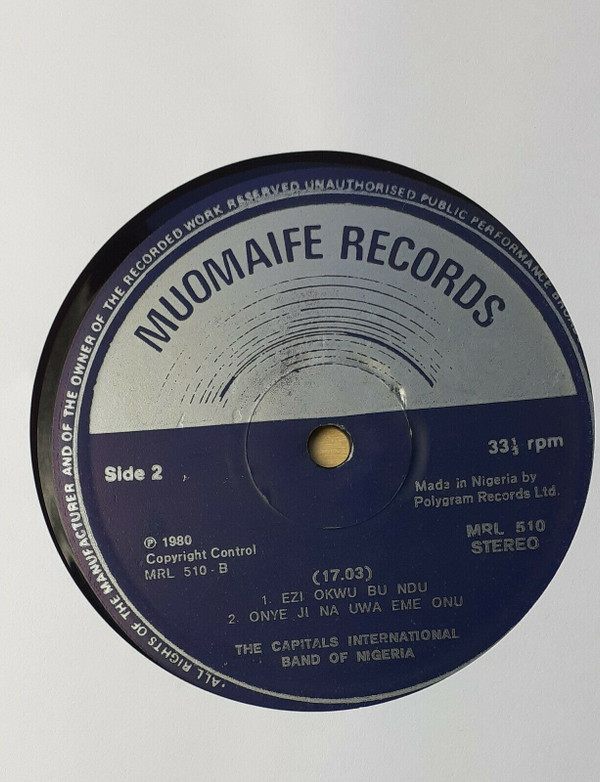 • ALL RIGHTS OF THE MANUFACTURER AND OF THE OWNER OF THE RECORDED WORK RESERVED UNAUTHORISED PUBLIC PERFORMANCE
MUOMAIFE RECORDS
Side 2
33⅓ rpm
Made in Nigeria by
Polygram Records Ltd.
MRL 510
STEREO
℗ 1980
Copyright Control
MRL 510-B
(17.03)
1. EZI OKWU BU NDU
2. ONYE JI NA UWA EME ONU
THE CAPITALS INTERNATIONAL
BAND OF NIGERIA